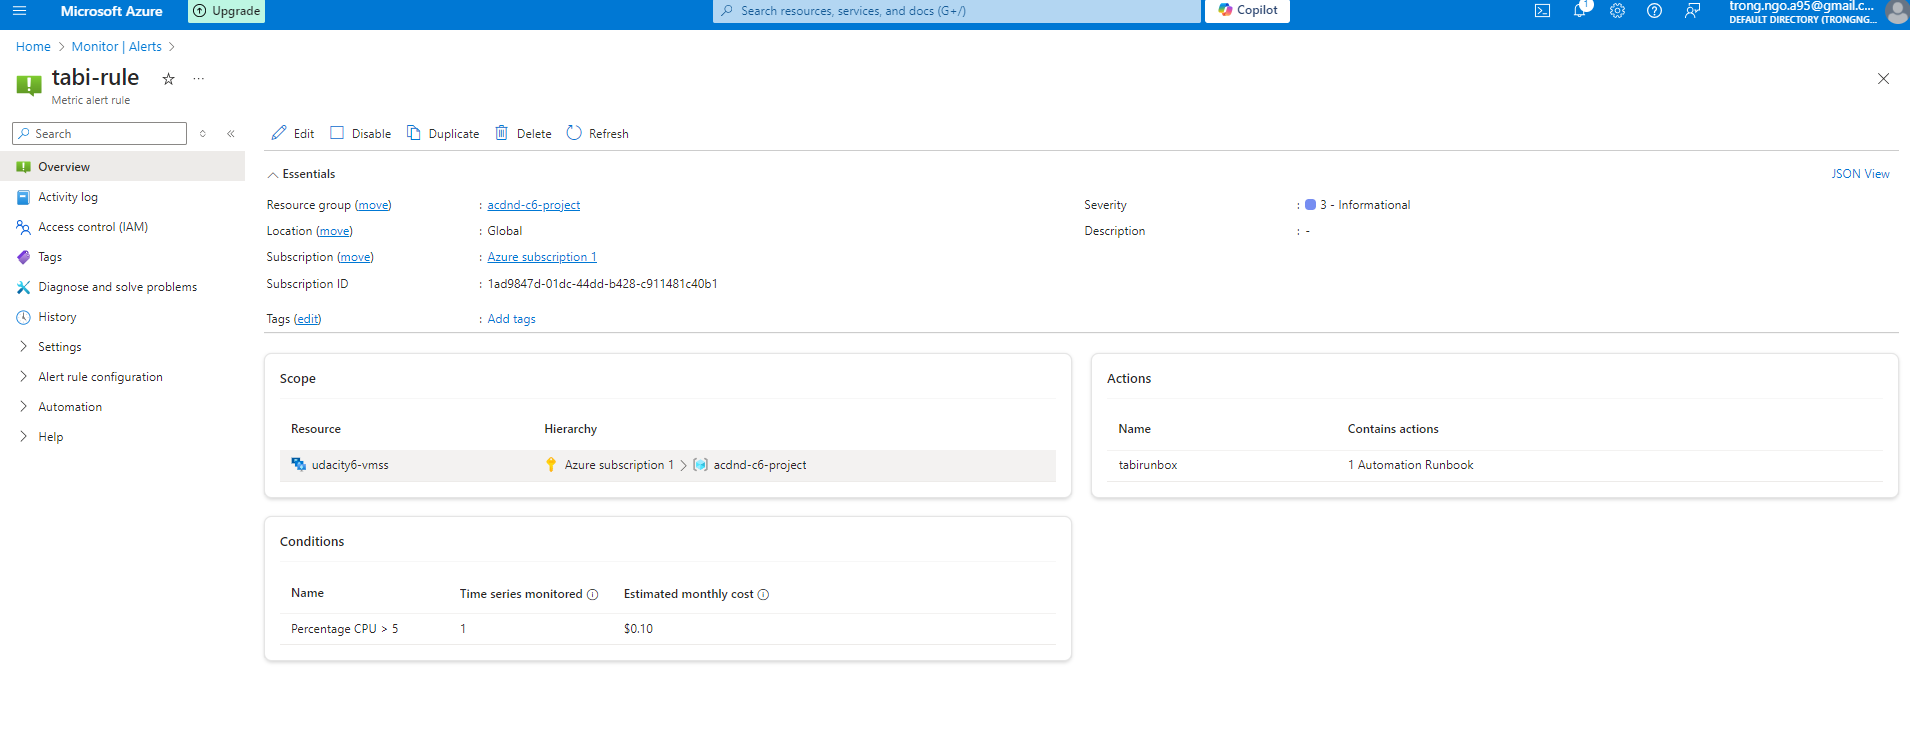 Microsoft Azure
Upgrade
Search resources, services, and docs (G+/)
Copilot
1
trong.ngo.a95@gmail.c...
DEFAULT DIRECTORY (TRONGNG...
Home > Monitor | Alerts >
tabi-rule
Metric alert rule
Search
Edit
Disable
Duplicate
Delete
Refresh
Overview
Activity log
Access control (IAM)
Tags
Diagnose and solve problems
History
Settings
Alert rule configuration
Automation
Help
Essentials
JSON View
Resource group (move) : acdnd-c6-project
Location (move) : Global
Subscription (move) : Azure subscription 1
Subscription ID : 1ad9847d-01dc-44dd-b428-c911481c40b1
Tags (edit) : Add tags
Severity : 3 - Informational
Description : -
Scope
Resource Hierarchy
udacity6-vmss Azure subscription 1 > acdnd-c6-project
Actions
Name Contains actions
tabirunbox 1 Automation Runbook
Conditions
Name Time series monitored Estimated monthly cost
Percentage CPU > 5 1 $0.10